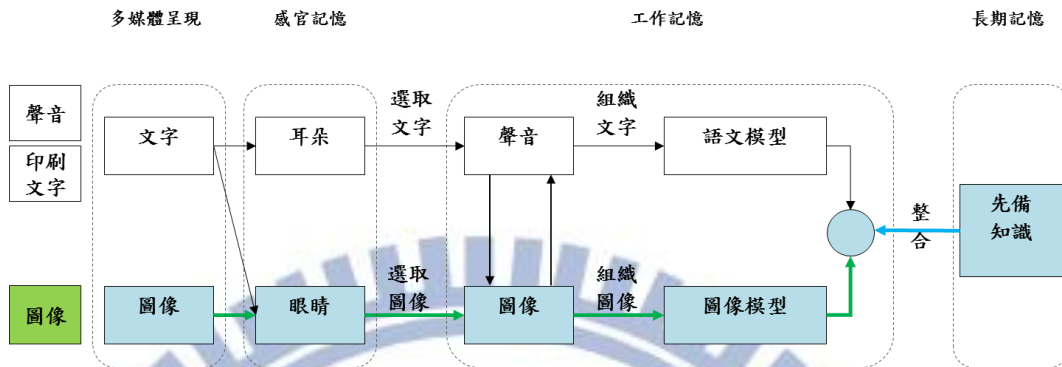 多媒體呈現
感官記憶
工作記憶
長期記憶
聲音
印刷
文字
文字
耳朵
選取
文字
聲音
組織
文字
語文模型
整
合
先備
知識
圖像
圖像
眼睛
選取
圖像
圖像
組織
圖像
圖像模型